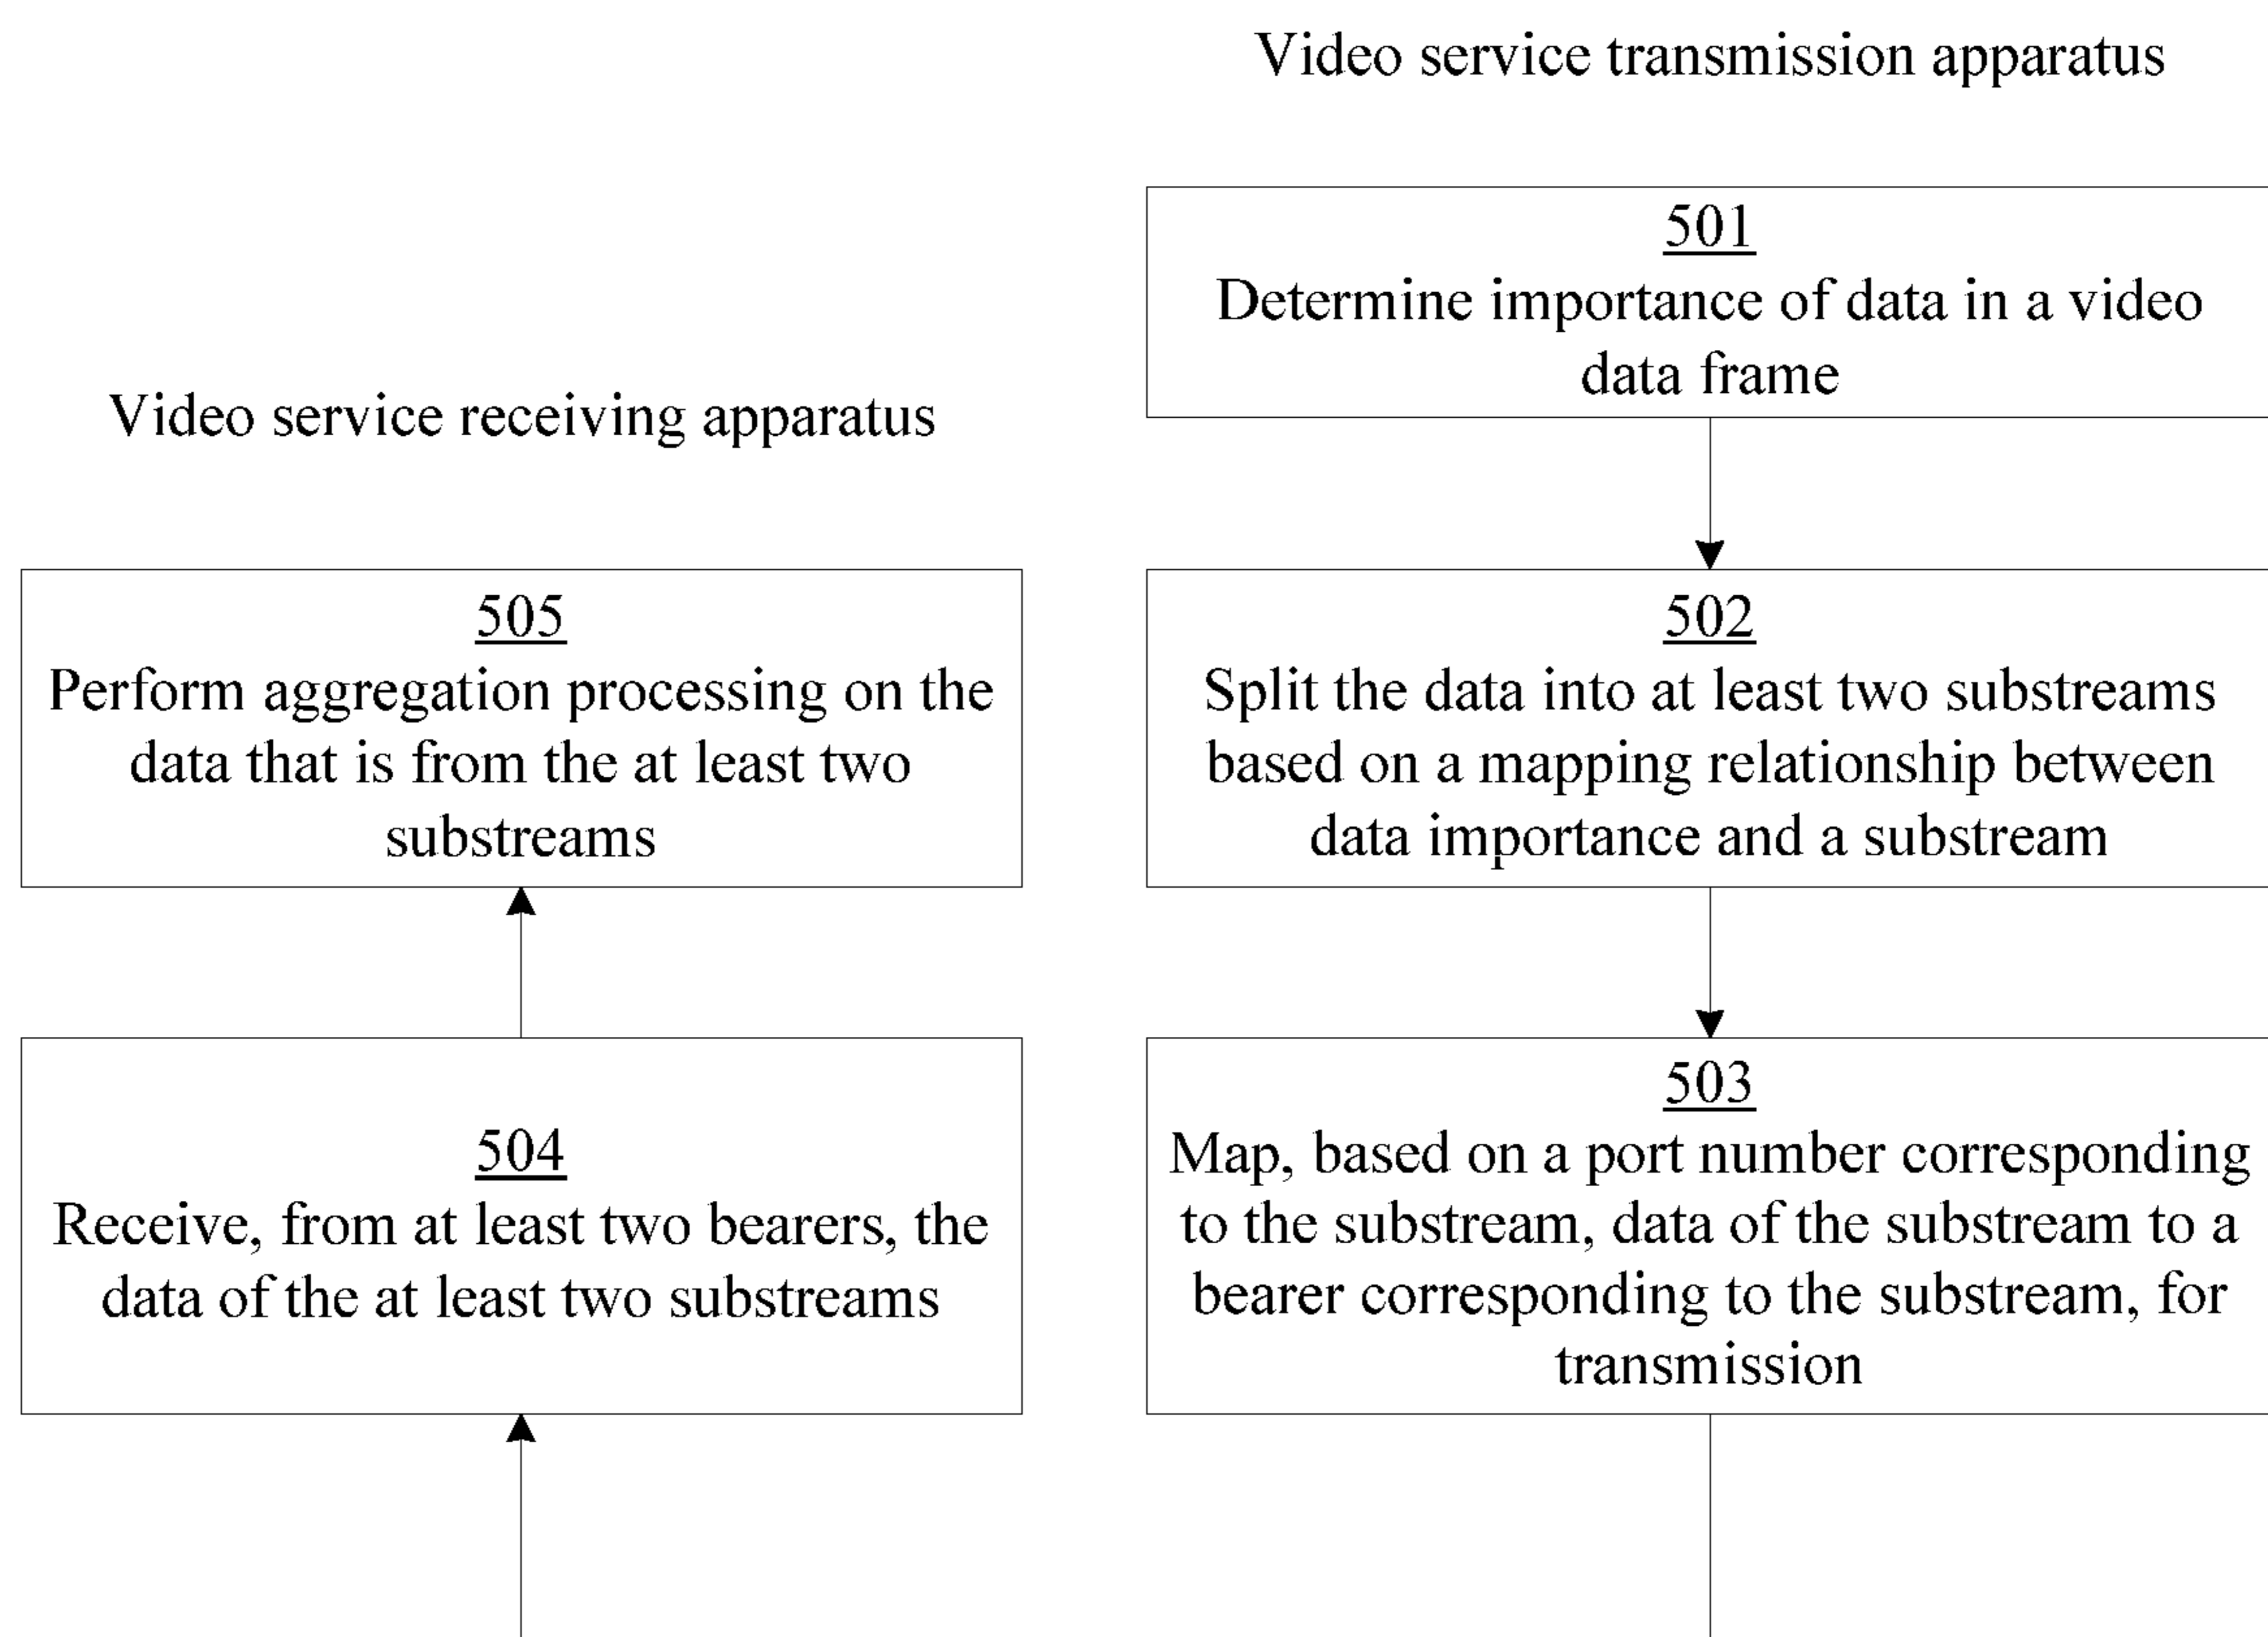 Video service transmission apparatus
501
Determine importance of data in a video
data frame
Video service receiving apparatus
505
Perform aggregation processing on the
data that is from the at least two
substreams
502
Split the data into at least two substreams
based on a mapping relationship between
data importance and a substream
504
Receive, from at least two bearers, the
data of the at least two substreams
503
Map, based on a port number corresponding
to the substream, data of the substream to a
bearer corresponding to the substream, for
transmission